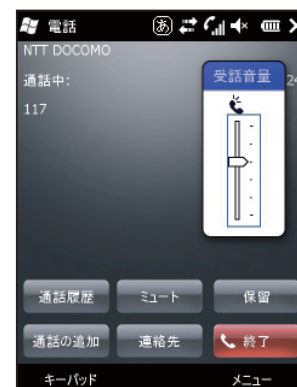 電話 あ
NTT DOCOMO
通話中:
117
受話音量
24
通話履歴 ミュート 保留
通話の追加 連絡先 終了
キーパッド メニュー